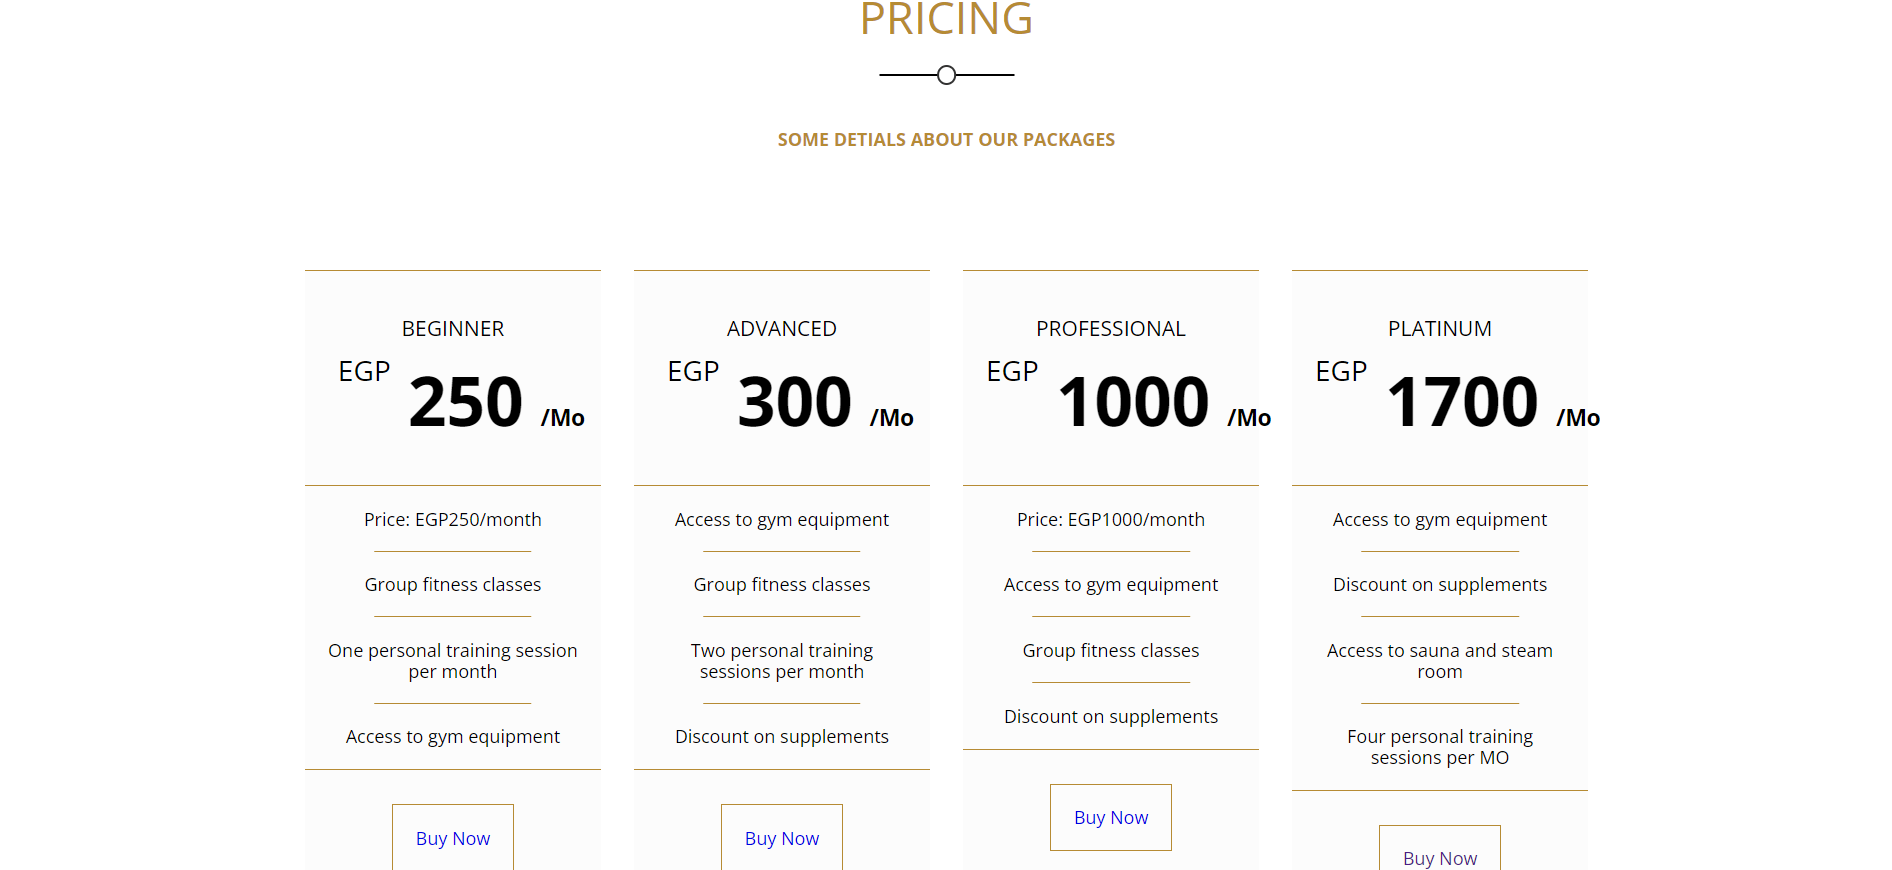 PRICING
SOME DETIALS ABOUT OUR PACKAGES
BEGINNER
EGP 250 /Mo
Price: EGP250/month
Group fitness classes
One personal training session
per month
Access to gym equipment
Buy Now
ADVANCED
EGP 300 /Mo
Access to gym equipment
Group fitness classes
Two personal training
sessions per month
Discount on supplements
Buy Now
PROFESSIONAL
EGP 1000 /Mo
Price: EGP1000/month
Access to gym equipment
Group fitness classes
Discount on supplements
Buy Now
PLATINUM
EGP 1700 /Mo
Access to gym equipment
Discount on supplements
Access to sauna and steam
room
Four personal training
sessions per MO
Buy Now